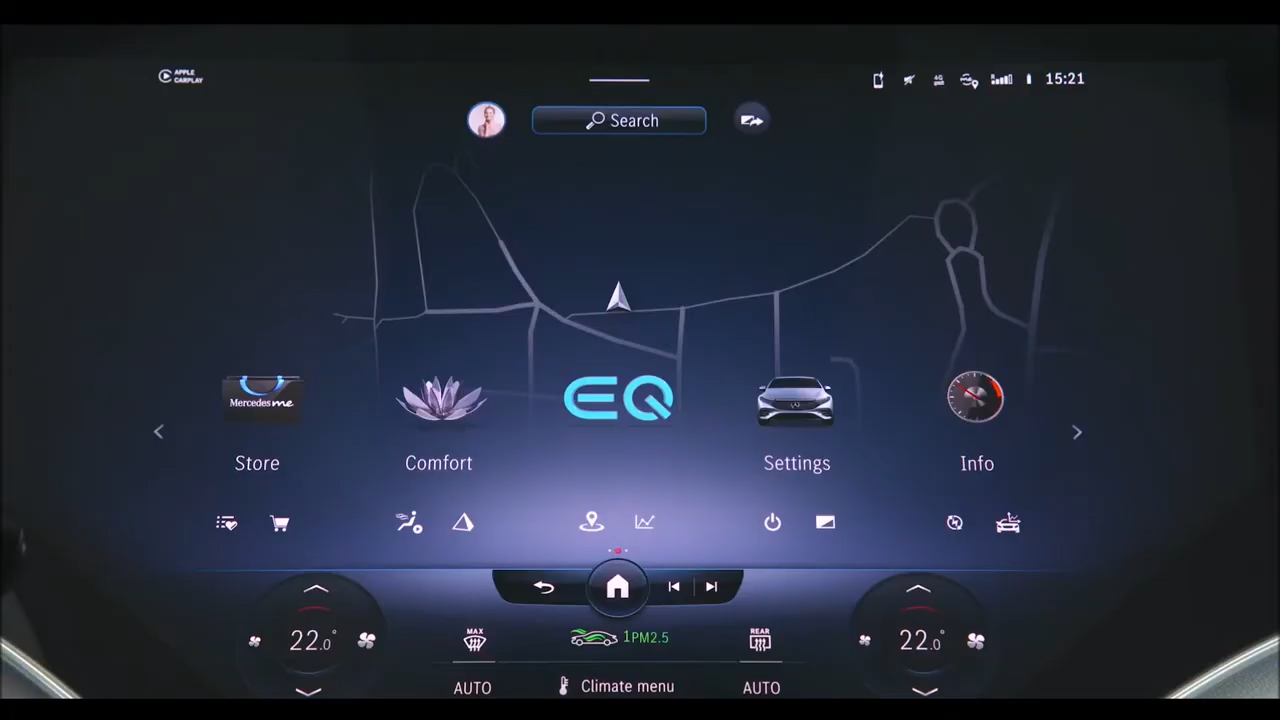 APPLE
CARPLAY
4G
15:21
Search
Mercedes me
EQ
Store
Comfort
Settings
Info
22.0°
MAX
1PM2.5
REAR
22.0°
AUTO
Climate menu
AUTO